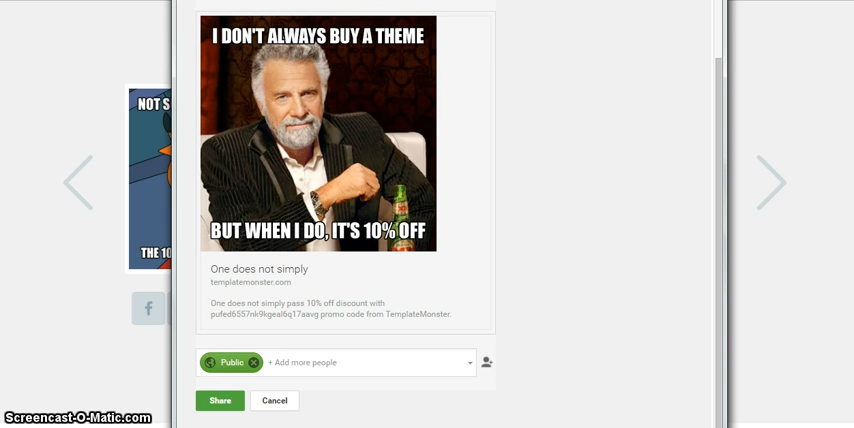 I DON'T ALWAYS BUY A THEME
NOT S
BUT WHEN I DO, IT'S 10% OFF
THE 10
One does not simply
templatemonster.com
One does not simply pass 10% off discount with
pufed6557nk9kgeal6q17aavg promo code from TemplateMonster.
Public + Add more people
Share Cancel
Screencast-O-Matic.com